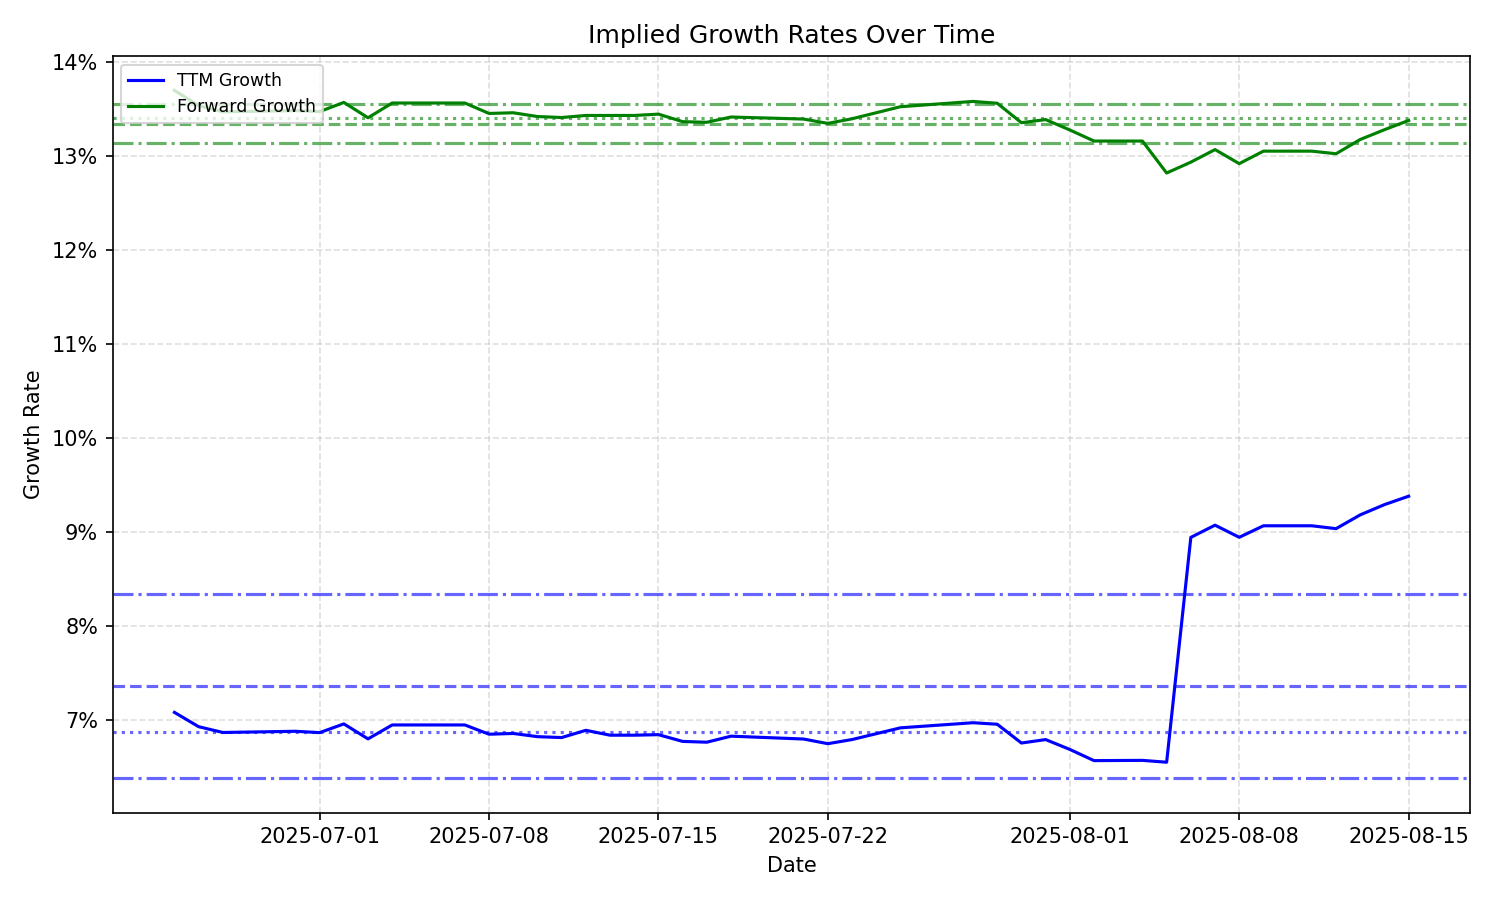 Implied Growth Rates Over Time
TTM Growth
Forward Growth
Growth Rate
14%
13%
12%
11%
10%
9%
8%
7%
2025-07-01 2025-07-08 2025-07-15 2025-07-22 2025-08-01 2025-08-08 2025-08-15
Date